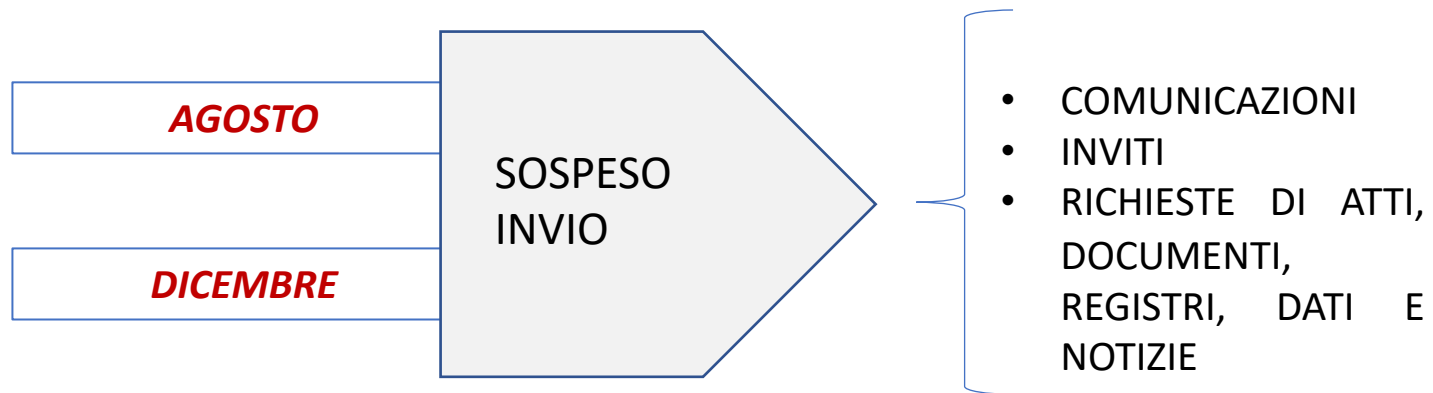 AGOSTO
DICEMBRE
SOSPESO
INVIO
• COMUNICAZIONI
• INVITI
• RICHIESTE DI ATTI,
DOCUMENTI,
REGISTRI, DATI E
NOTIZIE